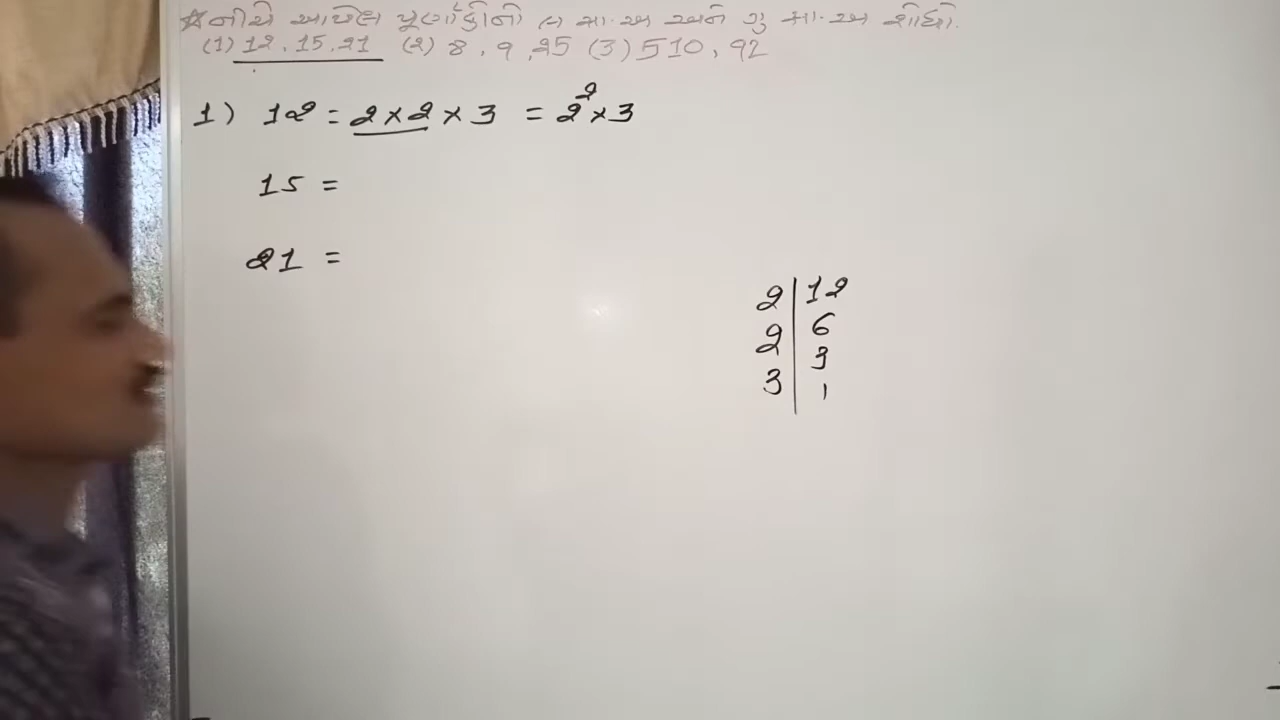 ☆નીચે આપેલ પૂર્ણાંકોનો લ.સા.અ અને ગુ.સા.અ શોધો.
(1) 12, 15, 21 (2) 8, 9, 25 (3) 510, 92
1) 12 = 2 × 2 × 3 = 2² × 3
15 =
21 =
2 | 12
2 | 6
3 | 3
1